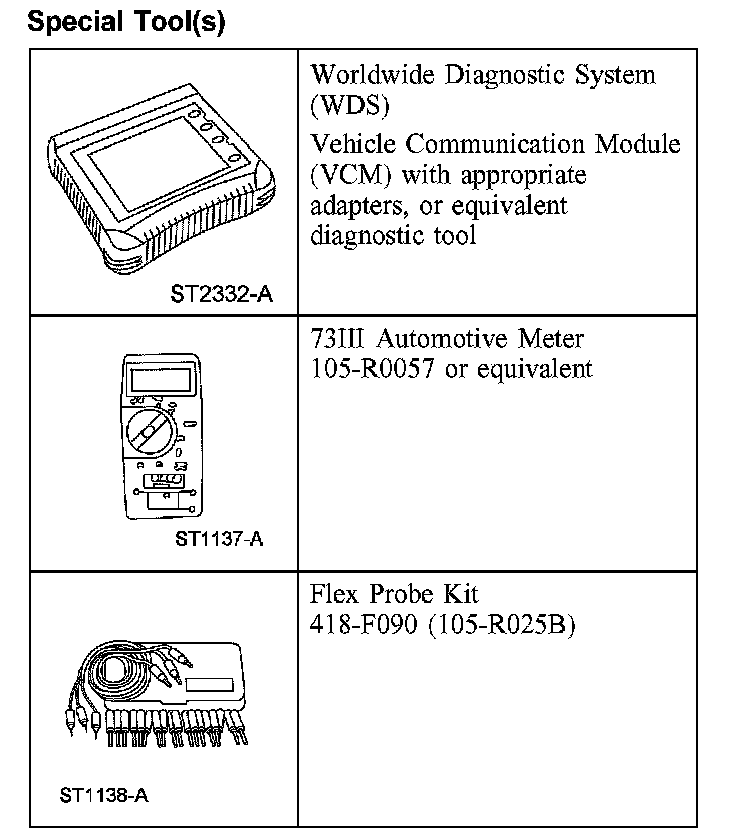 Special Tool(s)
Worldwide Diagnostic System
(WDS)
Vehicle Communication Module
(VCM) with appropriate
adapters, or equivalent
diagnostic tool
ST2332-A
73III Automotive Meter
105-R0057 or equivalent
ST1137-A
Flex Probe Kit
418-F090 (105-R025B)
ST1138-A